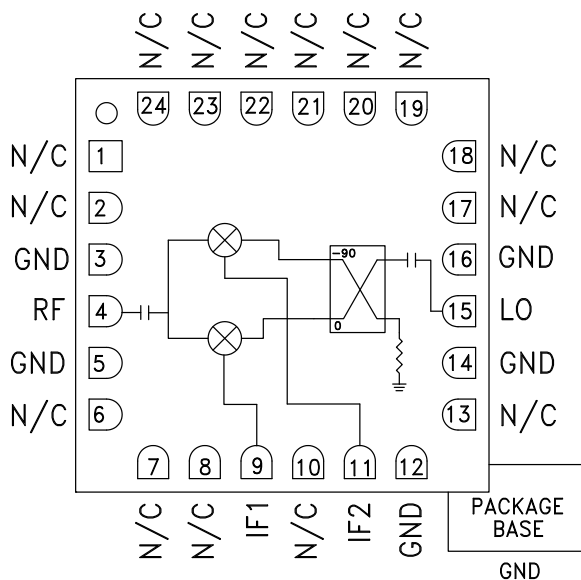 N/C N/C N/C N/C N/C N/C
24 23 22 21 20 19
N/C 1 18 N/C
N/C 2 17 N/C
GND 3 16 GND
-90
RF 4 15 LO
0
GND 5 14 GND
N/C 6 13 N/C
7 8 9 10 11 12
N/C N/C IF1 N/C IF2 GND
PACKAGE
BASE
GND